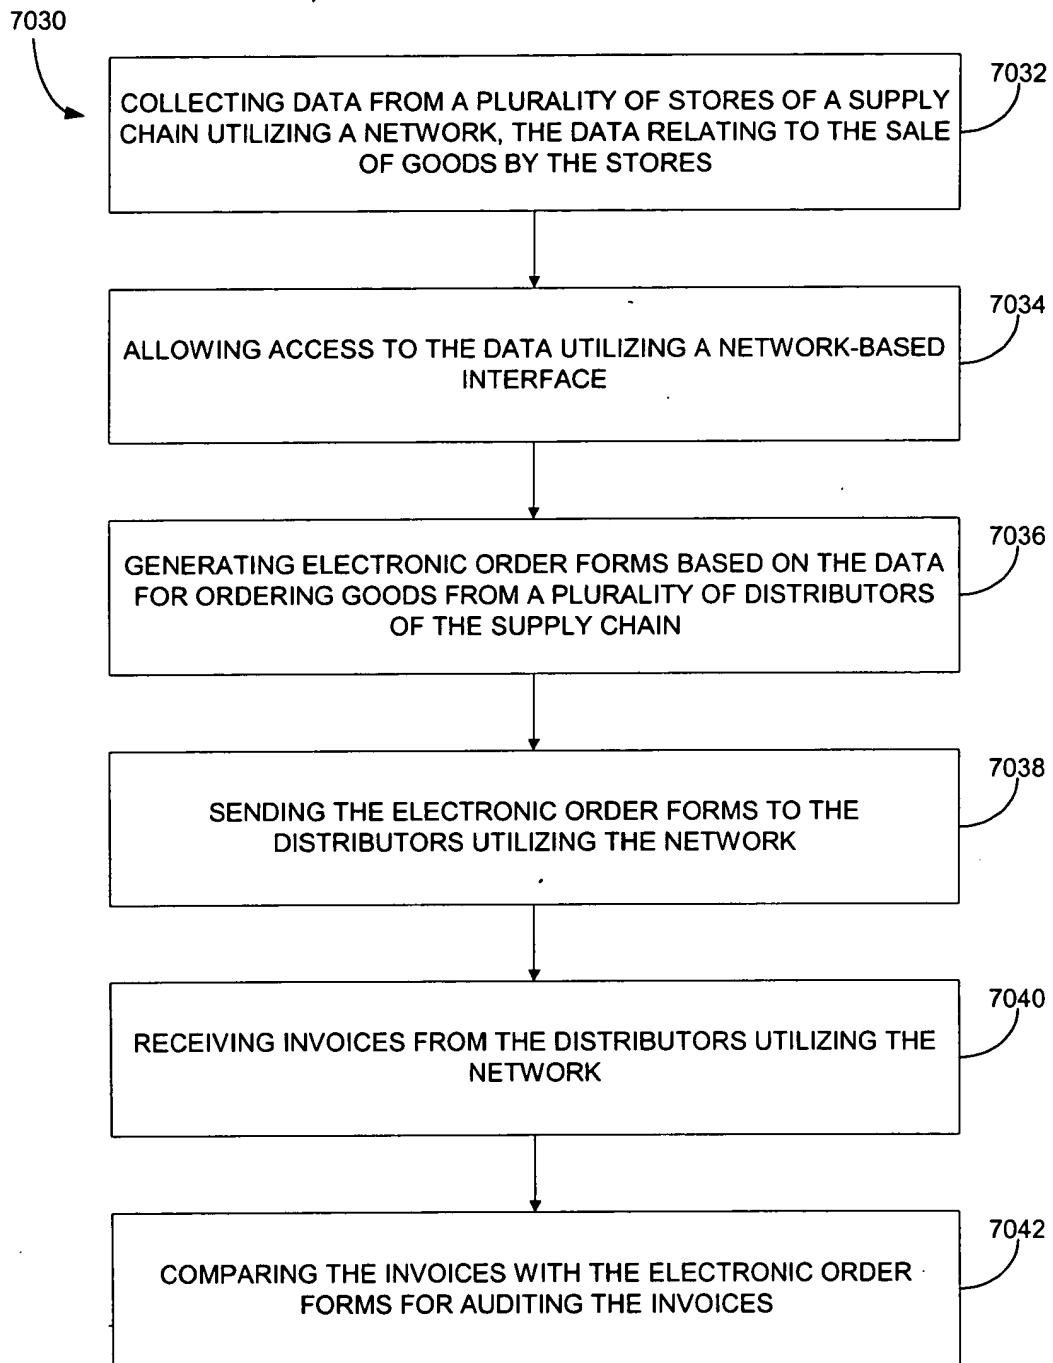 7030
7032
COLLECTING DATA FROM A PLURALITY OF STORES OF A SUPPLY
CHAIN UTILIZING A NETWORK, THE DATA RELATING TO THE SALE
OF GOODS BY THE STORES
7034
ALLOWING ACCESS TO THE DATA UTILIZING A NETWORK-BASED
INTERFACE
7036
GENERATING ELECTRONIC ORDER FORMS BASED ON THE DATA
FOR ORDERING GOODS FROM A PLURALITY OF DISTRIBUTORS
OF THE SUPPLY CHAIN
7038
SENDING THE ELECTRONIC ORDER FORMS TO THE
DISTRIBUTORS UTILIZING THE NETWORK
7040
RECEIVING INVOICES FROM THE DISTRIBUTORS UTILIZING THE
NETWORK
7042
COMPARING THE INVOICES WITH THE ELECTRONIC ORDER
FORMS FOR AUDITING THE INVOICES